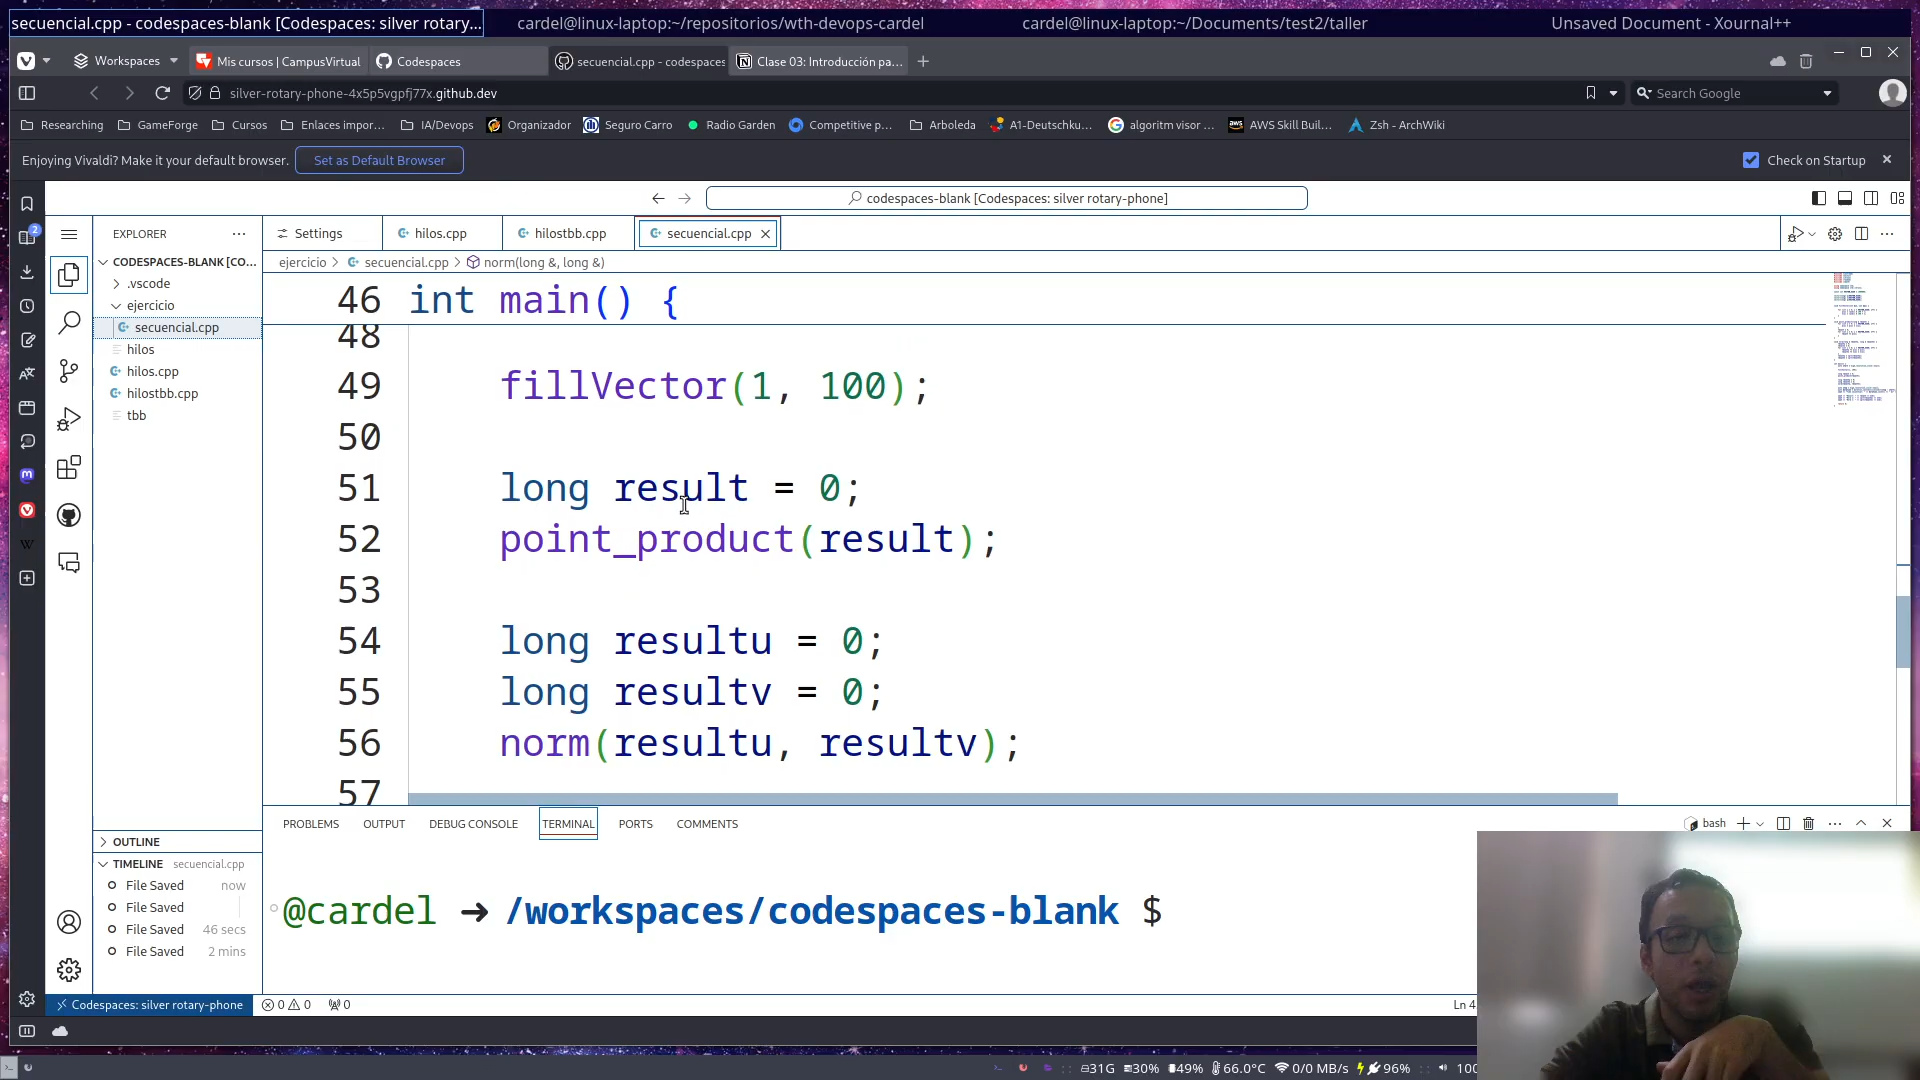 secuencial.cpp - codespaces-blank [Codespaces: silver rotary...
cardel@linux-laptop:~/repositorios/wth-devops-cardel
cardel@linux-laptop:~/Documents/test2/taller
Unsaved Document - Xournal++
Workspaces
Mis cursos | CampusVirtual
Codespaces
secuencial.cpp - codespaces
Clase 03: Introducción pa...
silver-rotary-phone-4x5p5vgpfj77x.github.dev
Search Google
Researching
GameForge
Cursos
Enlaces impor...
IA/Devops
Organizador
Seguro Carro
Radio Garden
Competitive p...
Arboleda
A1-Deutschku...
algoritm visor ...
AWS Skill Buil...
Zsh - ArchWiki
Enjoying Vivaldi? Make it your default browser.
Set as Default Browser
Check on Startup
codespaces-blank [Codespaces: silver rotary-phone]
EXPLORER
Settings
hilos.cpp
hilostbb.cpp
secuencial.cpp
CODESPACES-BLANK [CO...
ejercicio > secuencial.cpp > norm(long &, long &)
.vscode
ejercicio
secuencial.cpp
hilos
hilos.cpp
hilostbb.cpp
tbb
46 int main() {
48
49 fillVector(1, 100);
50
51 long result = 0;
52 point_product(result);
53
54 long resultu = 0;
55 long resultv = 0;
56 norm(resultu, resultv);
57
PROBLEMS
OUTPUT
DEBUG CONSOLE
TERMINAL
PORTS
COMMENTS
bash
OUTLINE
TIMELINE secuencial.cpp
File Saved now
File Saved
File Saved 46 secs
File Saved 2 mins
@cardel ➜ /workspaces/codespaces-blank $
Codespaces: silver rotary-phone
0 0
0
Ln 4
31G
30%
49%
66.0°C
0/0 MB/s
96%
100